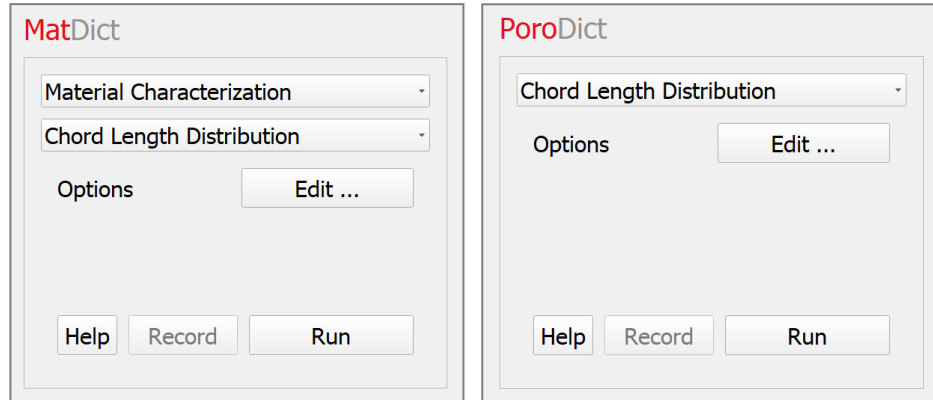 MatDict
Material Characterization
Chord Length Distribution
Options Edit ...
Help Record Run
PoroDict
Chord Length Distribution
Options Edit ...
Help Record Run